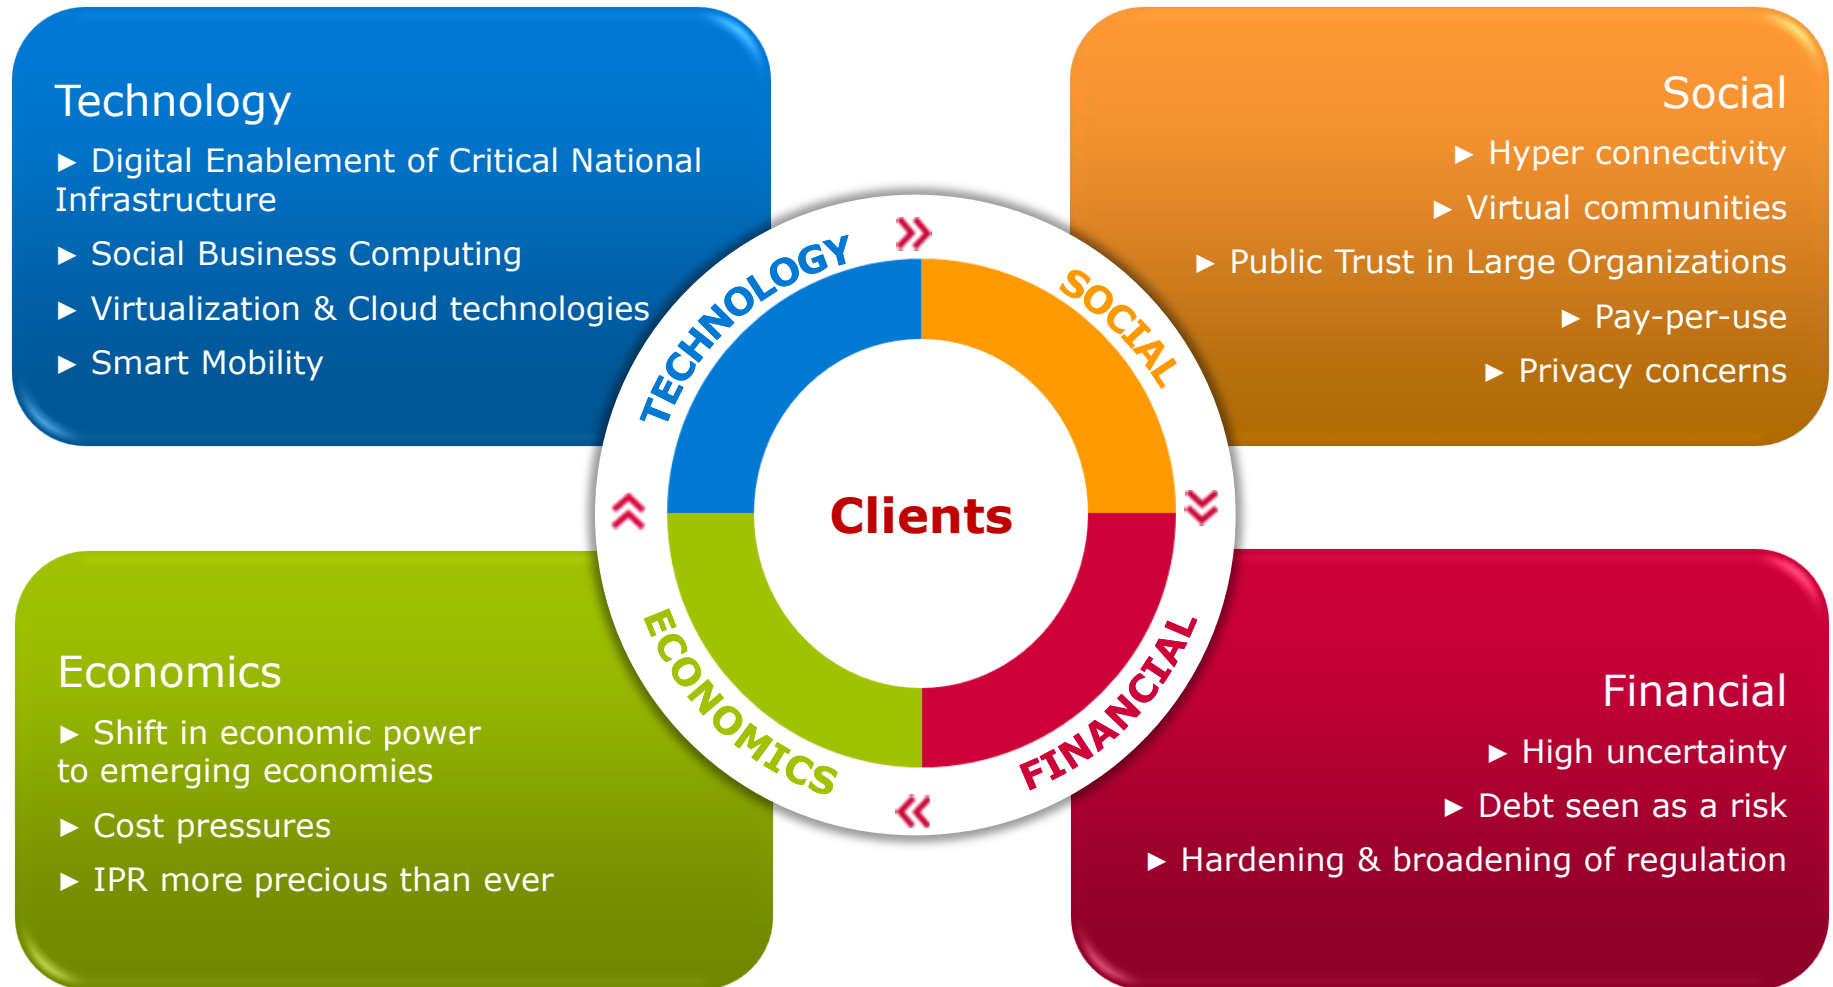 Technology
► Digital Enablement of Critical National
Infrastructure
► Social Business Computing
► Virtualization & Cloud technologies
► Smart Mobility
Social
► Hyper connectivity
► Virtual communities
► Public Trust in Large Organizations
► Pay-per-use
► Privacy concerns
TECHNOLOGY
SOCIAL
Clients
ECONOMICS
FINANCIAL
Economics
► Shift in economic power
to emerging economies
► Cost pressures
► IPR more precious than ever
Financial
► High uncertainty
► Debt seen as a risk
► Hardening & broadening of regulation